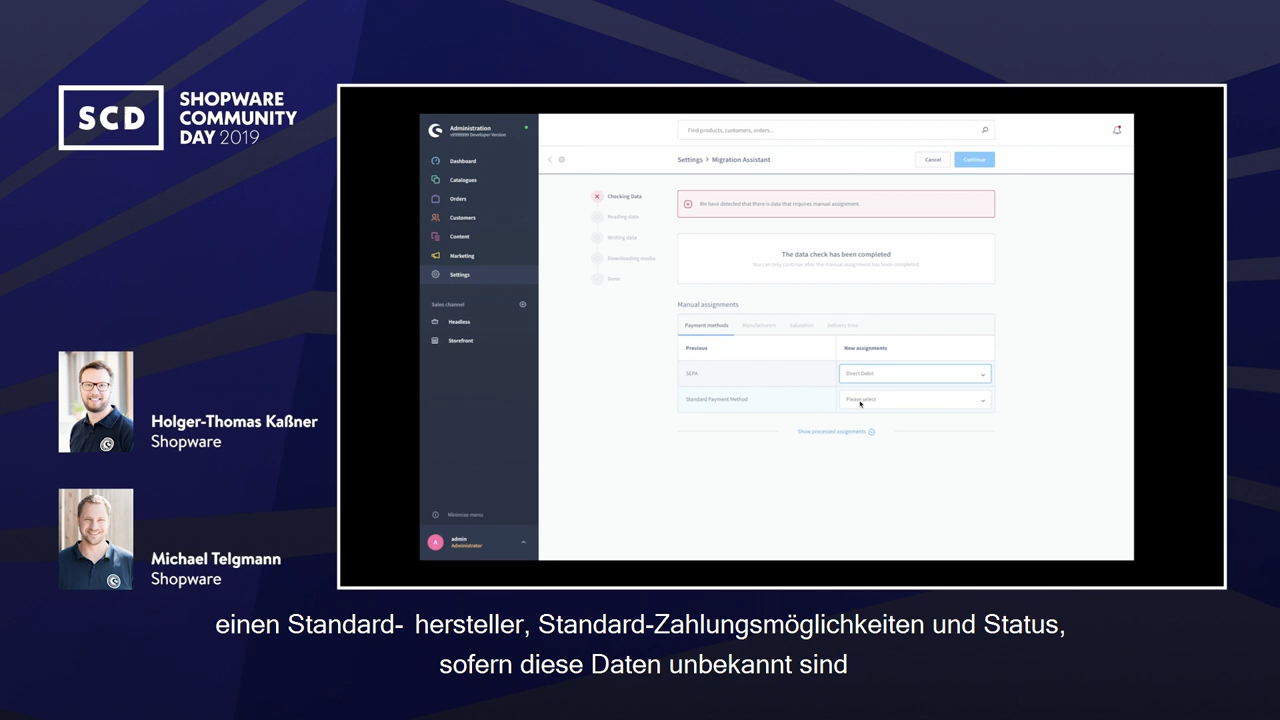 SCD
SHOPWARE
COMMUNITY
DAY 2019
Administration
Developer Version
Find products, customers, orders...
Dashboard
Catalogues
Orders
Customers
Content
Marketing
Settings
Sales channel
Headless
Storefront
Minimize menu
A
admin
Administrator
Settings > Migration Assistant
Cancel
Continue
Checking Data
Reading data
Writing data
Downloading media
Done
We have detected that there is data that requires manual assignment.
The data check has been completed
You can only continue after the manual assignment has been completed.
Manual assignments
Payment methods Manufacturers Salutation Delivery time
Previous New assignments
SEPA Direct Debit
Standard Payment Method Please select
Show processed assignments
Holger-Thomas Kaßner
Shopware
Michael Telgmann
Shopware
einen Standard- hersteller, Standard-Zahlungsmöglichkeiten und Status,
sofern diese Daten unbekannt sind